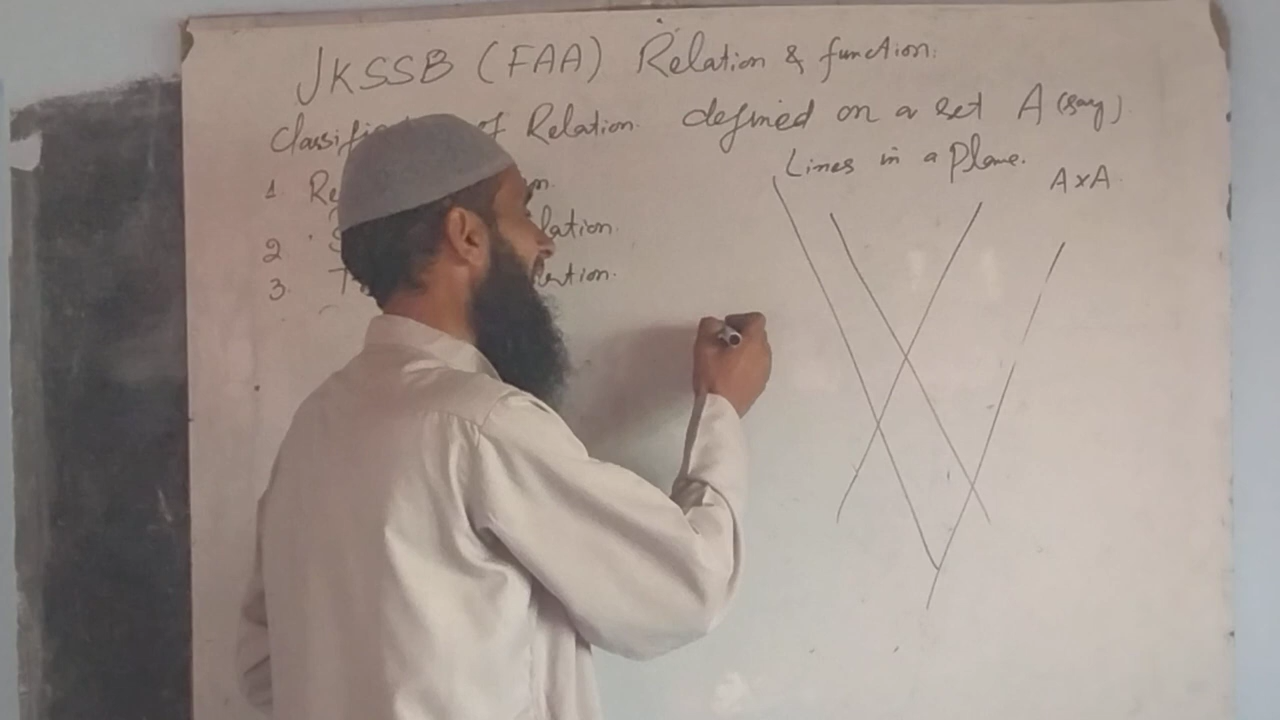 JKSSB (FAA) Relation & function.
Classific of Relation. defined on a set A (say).
Lines in a Plane.
A×A.
1. Re n.
2. S lation.
3. T lation.